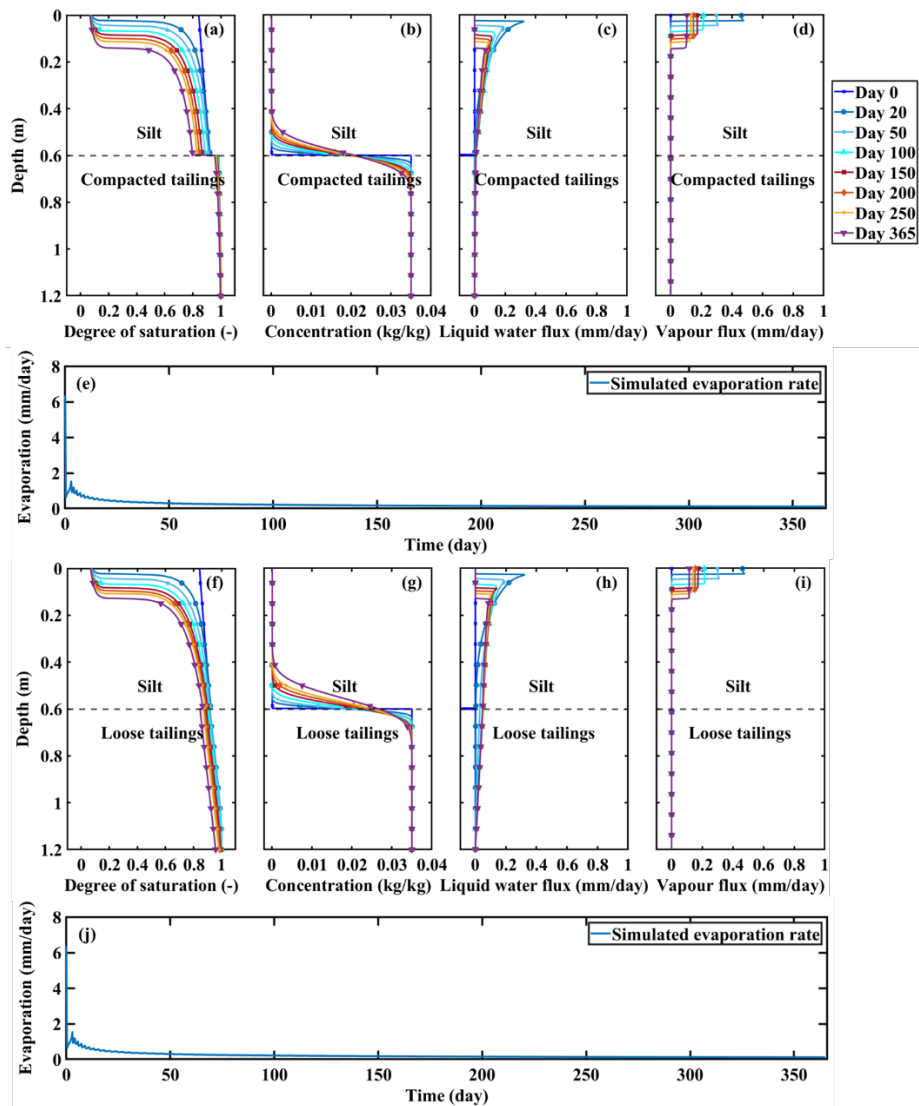 0 (a) (b) (c) (d)
0.2
0.4
0.6
0.8
1
1.2
Depth (m)
Silt Silt Silt Silt
Compacted tailings Compacted tailings Compacted tailings Compacted tailings
Day 0
Day 20
Day 50
Day 100
Day 150
Day 200
Day 250
Day 365
0 0.2 0.4 0.6 0.8 1 0 0.01 0.02 0.03 0.04 0 0.2 0.4 0.6 0.8 1 0 0.2 0.4 0.6 0.8 1
Degree of saturation (-) Concentration (kg/kg) Liquid water flux (mm/day) Vapour flux (mm/day)
(e) Simulated evaporation rate
8
6
4
2
0
Evaporation (mm/day)
0 50 100 150 200 250 300 350
Time (day)
0 (f) (g) (h) (i)
0.2
0.4
0.6
0.8
1
1.2
Depth (m)
Silt Silt Silt Silt
Loose tailings Loose tailings Loose tailings Loose tailings
0 0.2 0.4 0.6 0.8 1 0 0.01 0.02 0.03 0.04 0 0.2 0.4 0.6 0.8 1 0 0.2 0.4 0.6 0.8 1
Degree of saturation (-) Concentration (kg/kg) Liquid water flux (mm/day) Vapour flux (mm/day)
(j) Simulated evaporation rate
8
6
4
2
0
Evaporation (mm/day)
0 50 100 150 200 250 300 350
Time (day)